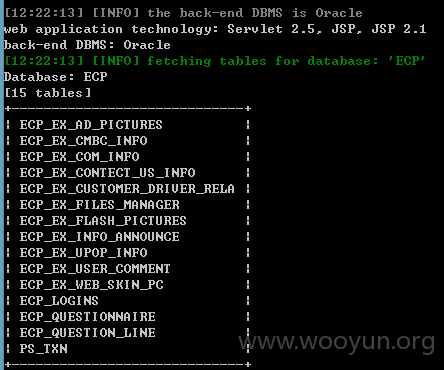 [12:22:13] [INFO] the back-end DBMS is Oracle
web application technology: Servlet 2.5, JSP, JSP 2.1
back-end DBMS: Oracle
[12:22:13] [INFO] fetching tables for database: 'ECP'
Database: ECP
[15 tables]
+-----------------------------+
¦ ECP_EX_AD_PICTURES ¦
¦ ECP_EX_CMBC_INFO ¦
¦ ECP_EX_COM_INFO ¦
¦ ECP_EX_CONTECT_US_INFO ¦
¦ ECP_EX_CUSTOMER_DRIVER_RELA ¦
¦ ECP_EX_FILES_MANAGER ¦
¦ ECP_EX_FLASH_PICTURES ¦
¦ ECP_EX_INFO_ANNOUNCE ¦
¦ ECP_EX_UPOP_INFO ¦
¦ ECP_EX_USER_COMMENT ¦
¦ ECP_EX_WEB_SKIN_PC ¦
¦ ECP_LOGINS ¦
¦ ECP_QUESTIONNAIRE ¦
¦ ECP_QUESTION_LINE ¦
¦ PS_TXN ¦
+-----------------------------+
www.wooyun.org